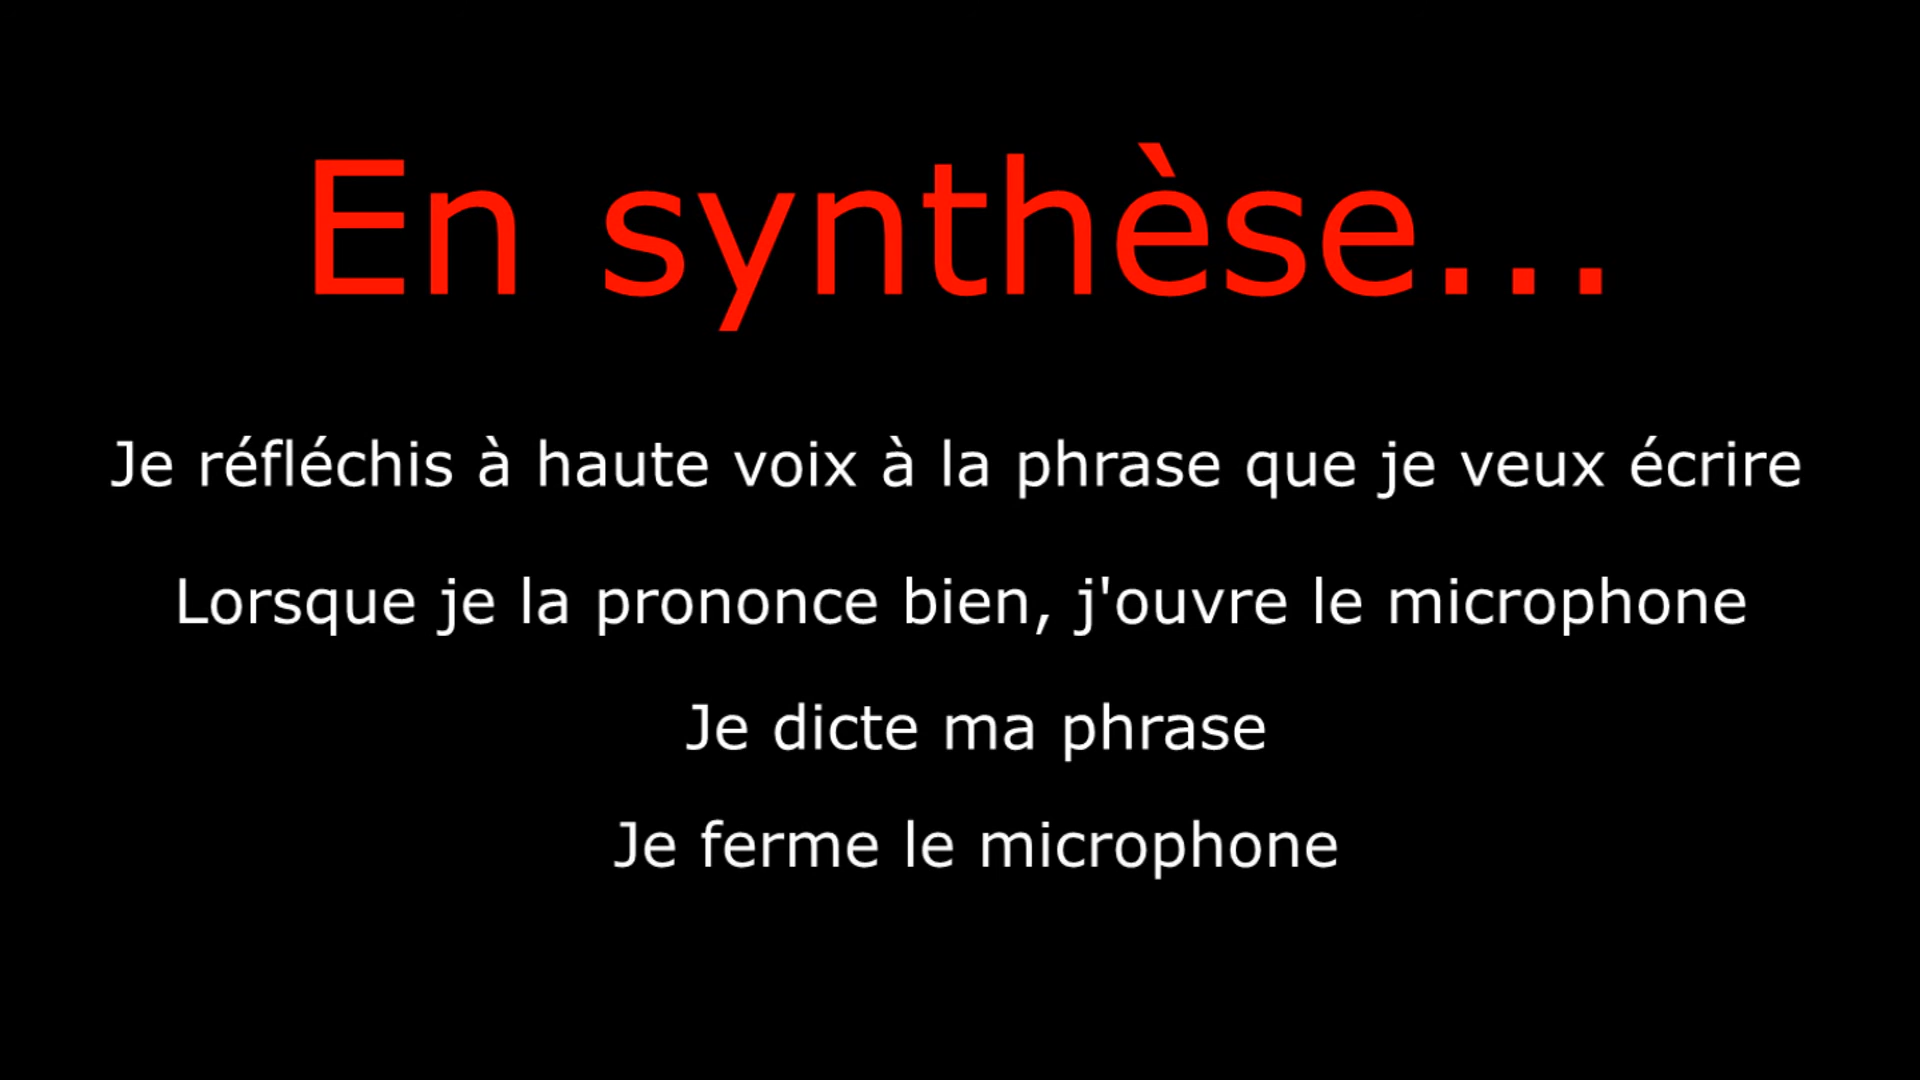 En synthèse...
Je réfléchis à haute voix à la phrase que je veux écrire
Lorsque je la prononce bien, j'ouvre le microphone
Je dicte ma phrase
Je ferme le microphone